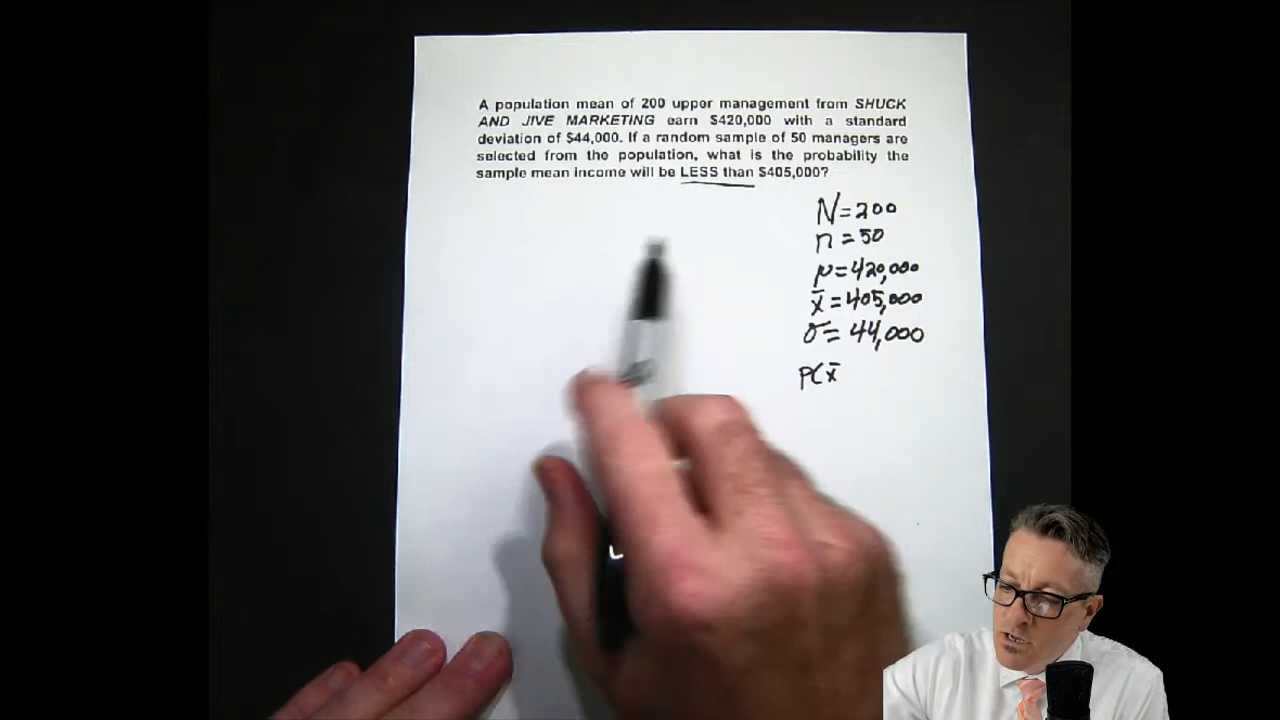 A population mean of 200 upper management from SHUCK
AND JIVE MARKETING earn $420,000 with a standard
deviation of $44,000. If a random sample of 50 managers are
selected from the population, what is the probability the
sample mean income will be LESS than $405,000?
N=200
n=50
μ=420,000
x̄=405,000
σ=44,000
P(x̄